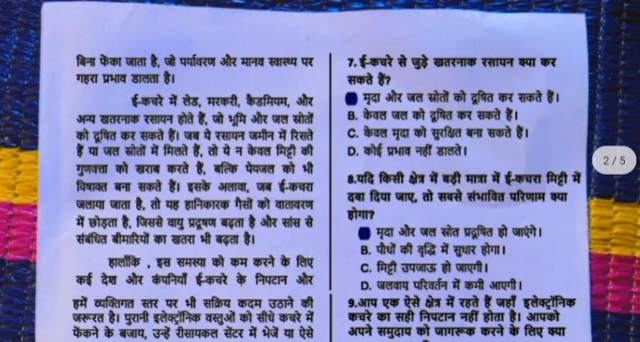 बिना फेंका जाता है, जो पर्यावरण और मानव स्वास्थ्य पर
गहरा प्रभाव डालता है।
ई-कचरे में लेड, मरकरी, कैडमियम, और
अन्य खतरनाक रसायन होते हैं, जो भूमि और जल स्रोतों
को दूषित कर सकते हैं। जब ये रसायन जमीन में रिसते
हैं या जल स्रोतों में मिलते हैं, तो ये न केवल मिट्टी की
गुणवत्ता को खराब करते हैं, बल्कि पेयजल को भी
विषाक्त बना सकते हैं। इसके अलावा, जब ई-कचरा
जलाया जाता है, तो यह हानिकारक गैसों को वातावरण
में छोड़ता है, जिससे वायु प्रदूषण बढ़ता है और सांस से
संबंधित बीमारियों का खतरा भी बढ़ता है।
हालाँकि , इस समस्या को कम करने के लिए
कई देश और कंपनियाँ ई-कचरे के निपटान और
हमें व्यक्तिगत स्तर पर भी सक्रिय कदम उठाने की
जरूरत है। पुरानी इलेक्ट्रॉनिक वस्तुओं को सीधे कचरे में
फेंकने के बजाय, उन्हें रीसायकल सेंटर में भेजें या ऐसे
7. ई-कचरे से जुड़े खतरनाक रसायन क्या कर
सकते हैं?
मृदा और जल स्रोतों को दूषित कर सकते हैं।
B. केवल जल को दूषित कर सकते हैं।
C. केवल मृदा को सुरक्षित बना सकते हैं।
D. कोई प्रभाव नहीं डालते।
8.यदि किसी क्षेत्र में बड़ी मात्रा में ई-कचरा मिट्टी में
दबा दिया जाए, तो सबसे संभावित परिणाम क्या
होगा?
मृदा और जल स्रोत प्रदूषित हो जाएंगे।
B. पौधों की वृद्धि में सुधार होगा।
C. मिट्टी उपजाऊ हो जाएगी।
D. जलवायु परिवर्तन में कमी आएगी।
9.आप एक ऐसे क्षेत्र में रहते हैं जहाँ इलेक्ट्रॉनिक
कचरे का सही निपटान नहीं होता है। आपको
अपने समुदाय को जागरूक करने के लिए क्या
2 / 5